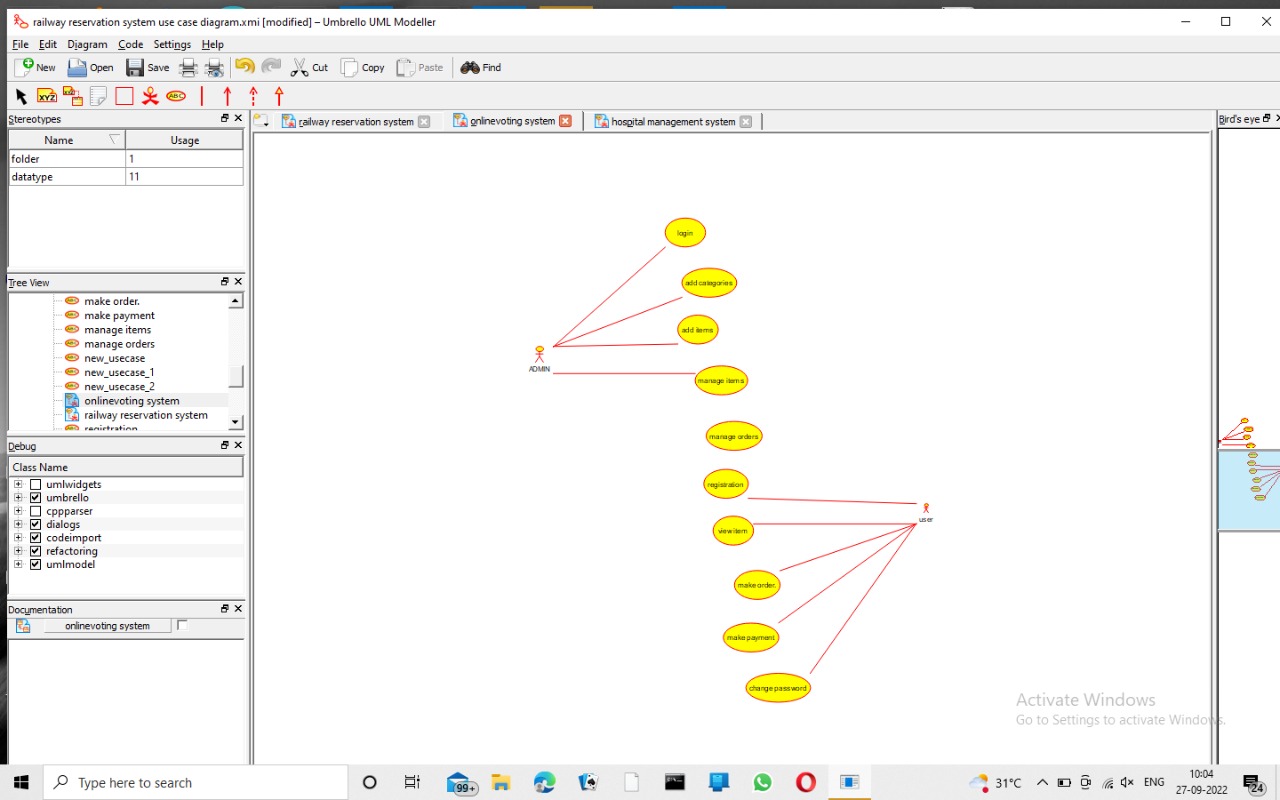 railway reservation system use case diagram.xmi [modified] – Umbrello UML Modeller
File Edit Diagram Code Settings Help
New Open Save Cut Copy Paste Find
XYZ ABC
Stereotypes
Name Usage
folder 1
datatype 11
Tree View
make order.
make payment
manage items
manage orders
new_usecase
new_usecase_1
new_usecase_2
onlinevoting system
railway reservation system
registration
Debug
Class Name
umlwidgets
umbrello
cppparser
dialogs
codeimport
refactoring
umlmodel
Documentation
onlinevoting system
railway reservation system onlinevoting system hospital management system
Bird's eye
login
add categories
add items
ADMIN
manage items
manage orders
registration
user
view item
make order.
make payment
change password
Activate Windows
Go to Settings to activate Windows.
Type here to search
99+
31°C
ENG
10:04
27-09-2022
24